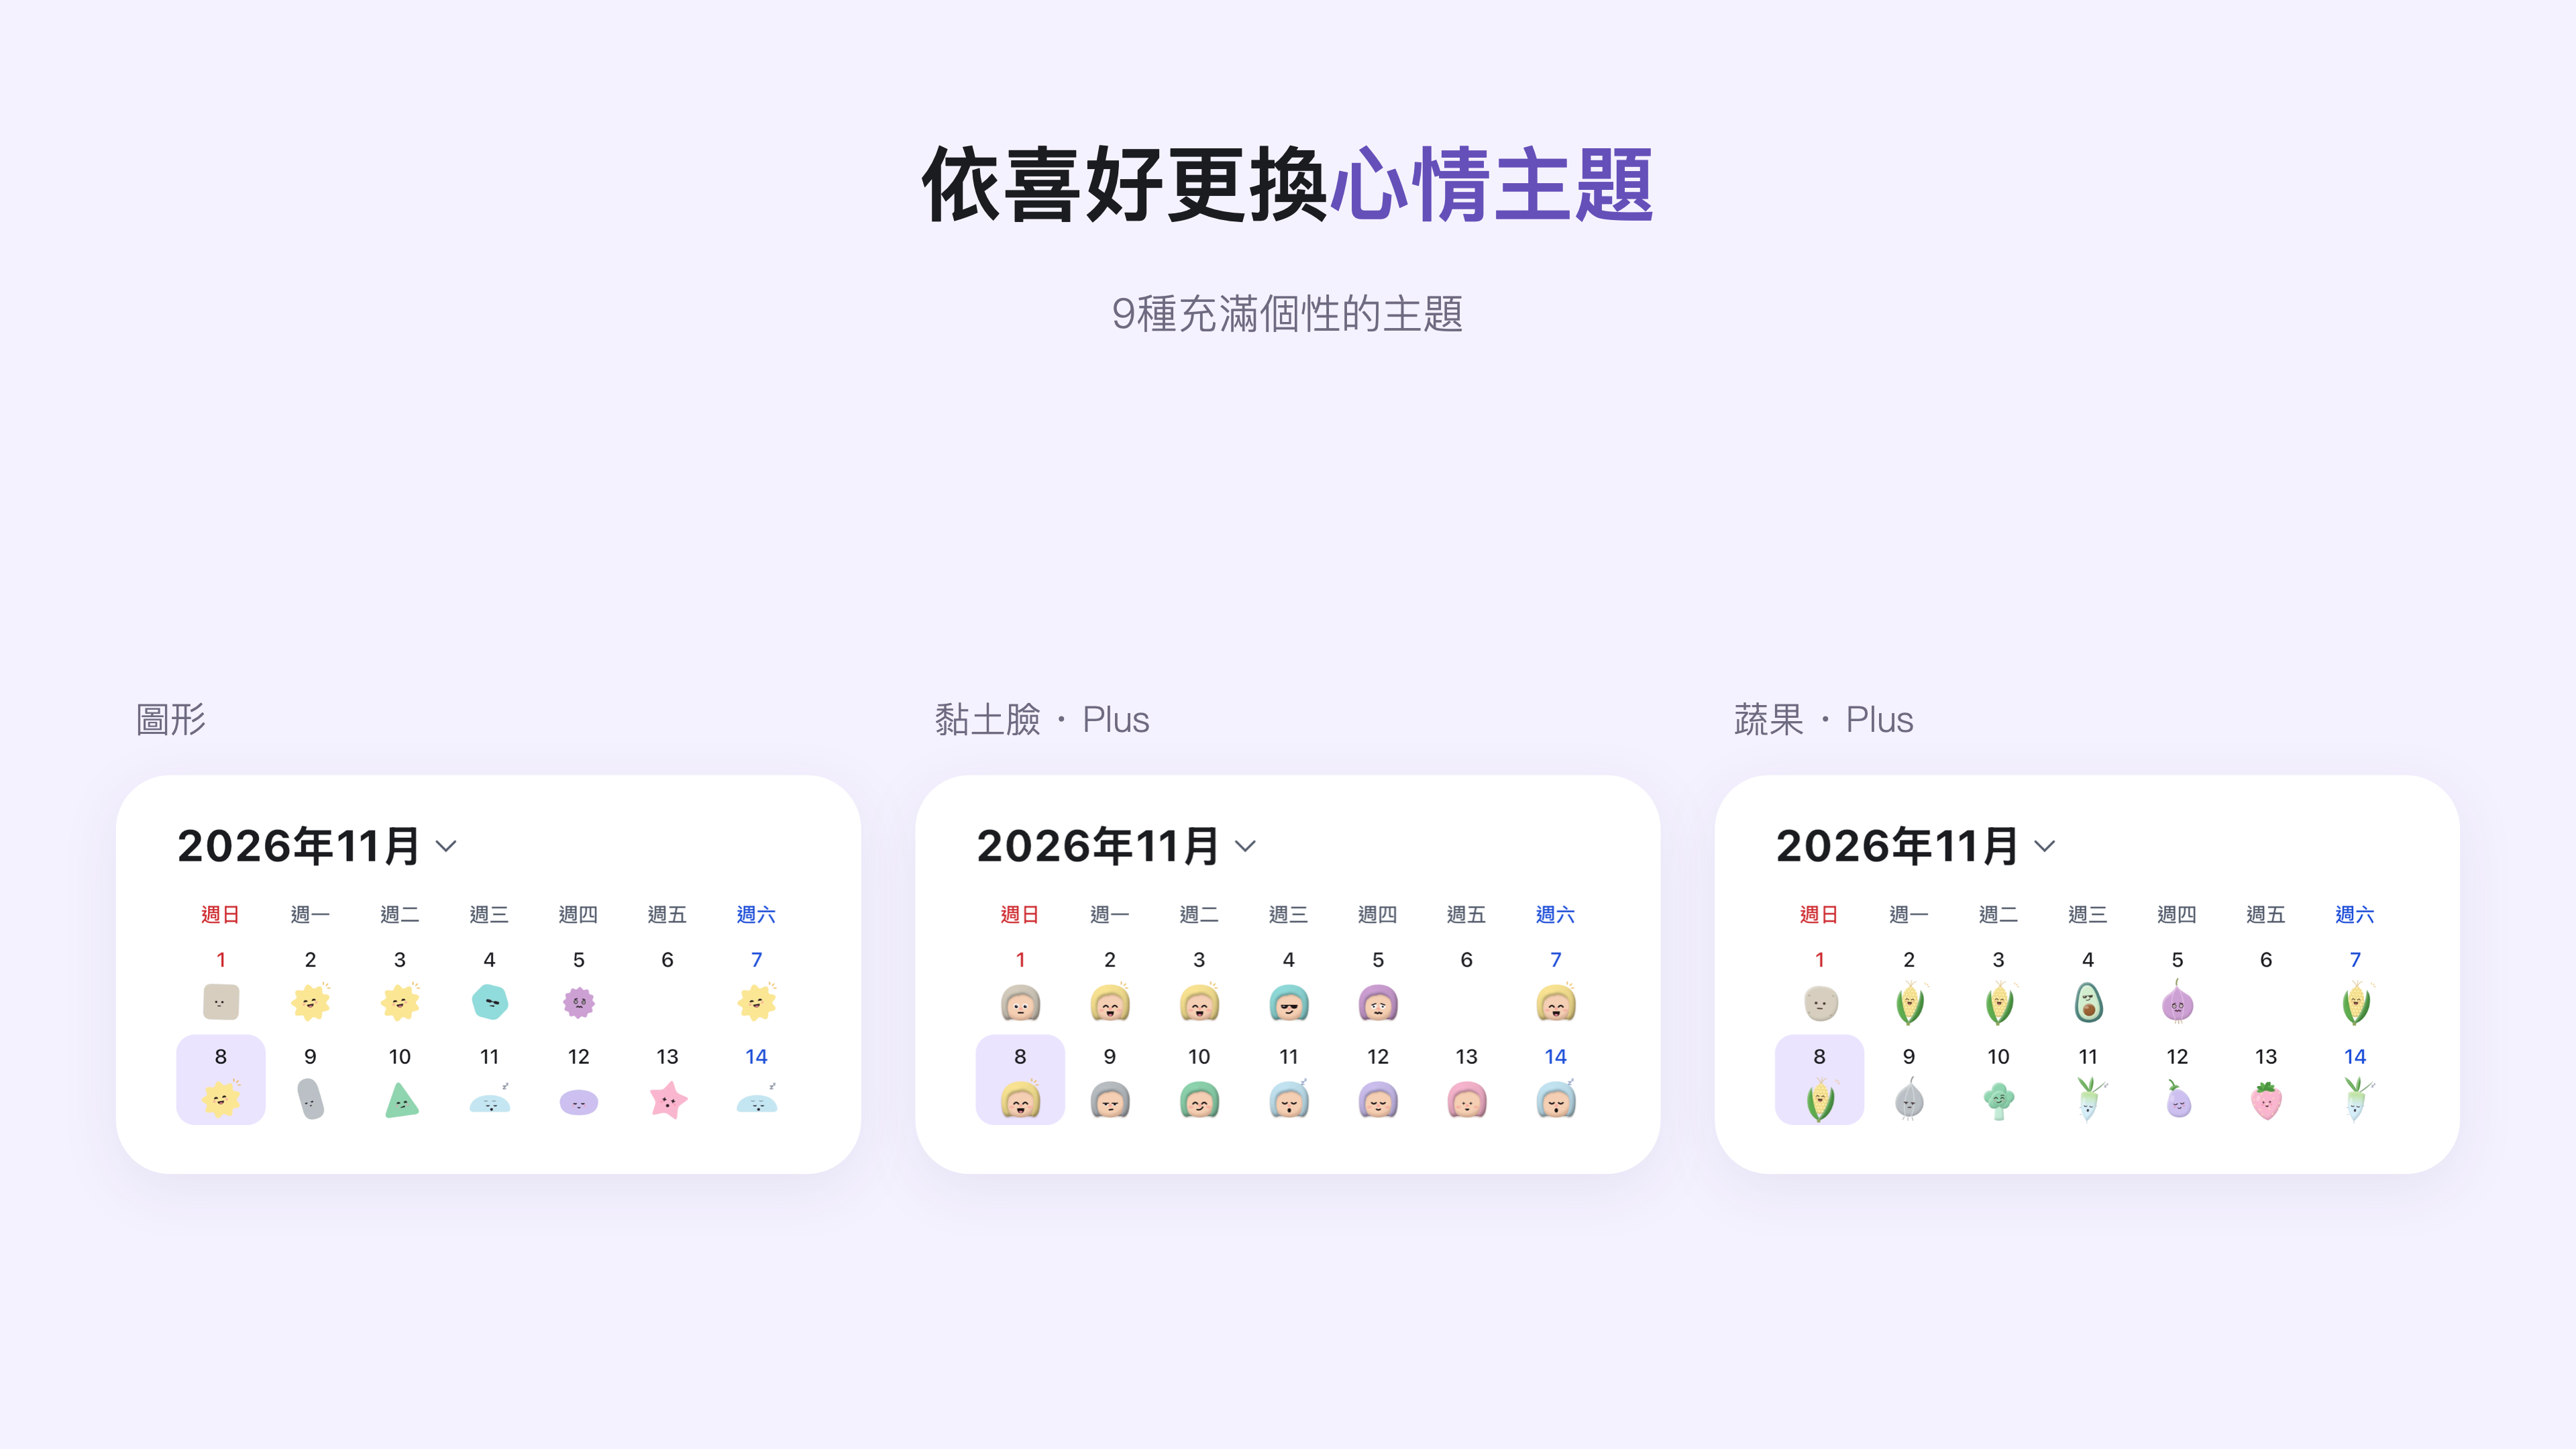 依喜好更換心情主題
9種充滿個性的主題
圖形
2026年11月
週日 週一 週二 週三 週四 週五 週六
1 2 3 4 5 6 7
8 9 10 11 12 13 14
黏土臉・Plus
2026年11月
週日 週一 週二 週三 週四 週五 週六
1 2 3 4 5 6 7
8 9 10 11 12 13 14
蔬果・Plus
2026年11月
週日 週一 週二 週三 週四 週五 週六
1 2 3 4 5 6 7
8 9 10 11 12 13 14